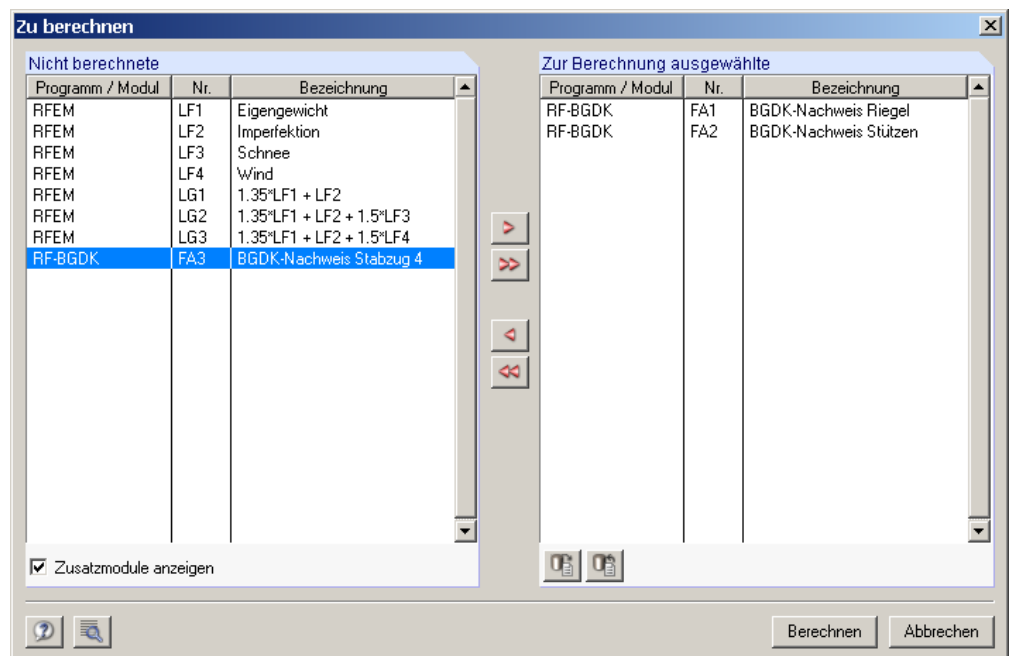 Zu berechnen
Nicht berechnete
Programm / Modul Nr. Bezeichnung
RFEM LF1 Eigengewicht
RFEM LF2 Imperfektion
RFEM LF3 Schnee
RFEM LF4 Wind
RFEM LG1 1.35*LF1 + LF2
RFEM LG2 1.35*LF1 + LF2 + 1.5*LF3
RFEM LG3 1.35*LF1 + LF2 + 1.5*LF4
RF-BGDK FA3 BGDK-Nachweis Stabzug 4
Zusatzmodule anzeigen
Zur Berechnung ausgewählte
Programm / Modul Nr. Bezeichnung
RF-BGDK FA1 BGDK-Nachweis Riegel
RF-BGDK FA2 BGDK-Nachweis Stützen
Berechnen Abbrechen